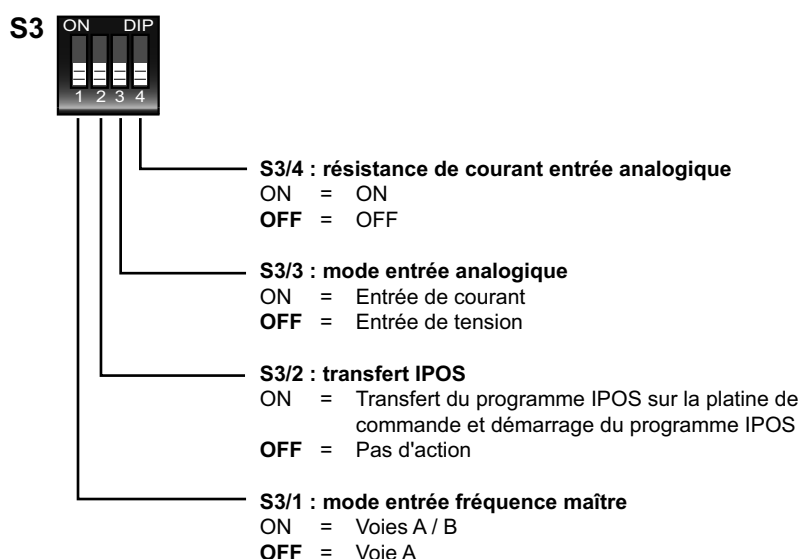 S3
ON DIP
1 2 3 4
S3/4 : résistance de courant entrée analogique
ON = ON
OFF = OFF
S3/3 : mode entrée analogique
ON = Entrée de courant
OFF = Entrée de tension
S3/2 : transfert IPOS
ON = Transfert du programme IPOS sur la platine de
commande et démarrage du programme IPOS
OFF = Pas d'action
S3/1 : mode entrée fréquence maître
ON = Voies A / B
OFF = Voie A